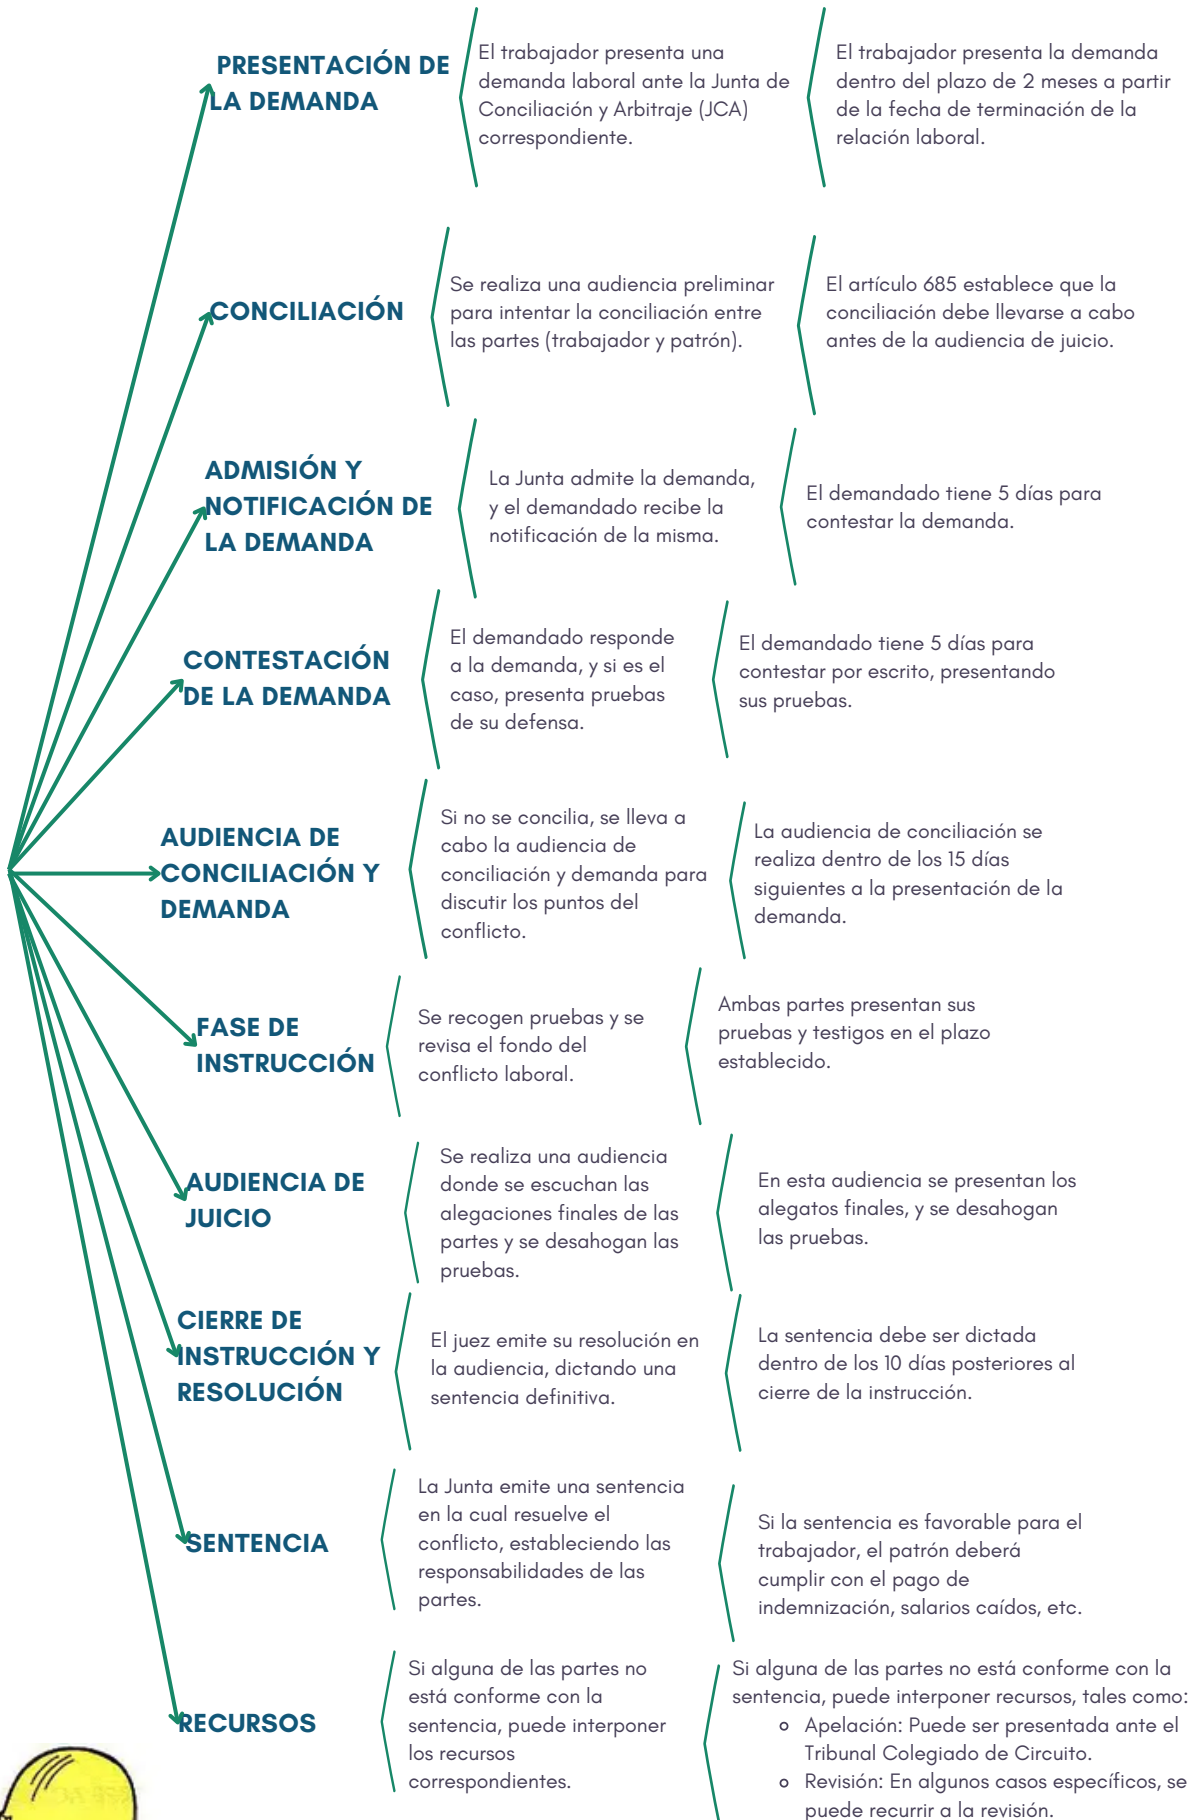 PRESENTACIÓN DE
LA DEMANDA
El trabajador presenta una
demanda laboral ante la Junta de
Conciliación y Arbitraje (JCA)
correspondiente.
El trabajador presenta la demanda
dentro del plazo de 2 meses a partir
de la fecha de terminación de la
relación laboral.
CONCILIACIÓN
Se realiza una audiencia preliminar
para intentar la conciliación entre
las partes (trabajador y patrón).
El artículo 685 establece que la
conciliación debe llevarse a cabo
antes de la audiencia de juicio.
ADMISIÓN Y
NOTIFICACIÓN DE
LA DEMANDA
La Junta admite la demanda,
y el demandado recibe la
notificación de la misma.
El demandado tiene 5 días para
contestar la demanda.
CONTESTACIÓN
DE LA DEMANDA
El demandado responde
a la demanda, y si es el
caso, presenta pruebas
de su defensa.
El demandado tiene 5 días para
contestar por escrito, presentando
sus pruebas.
AUDIENCIA DE
CONCILIACIÓN Y
DEMANDA
Si no se concilia, se lleva a
cabo la audiencia de
conciliación y demanda para
discutir los puntos del
conflicto.
La audiencia de conciliación se
realiza dentro de los 15 días
siguientes a la presentación de la
demanda.
FASE DE
INSTRUCCIÓN
Se recogen pruebas y se
revisa el fondo del
conflicto laboral.
Ambas partes presentan sus
pruebas y testigos en el plazo
establecido.
AUDIENCIA DE
JUICIO
Se realiza una audiencia
donde se escuchan las
alegaciones finales de las
partes y se desahogan las
pruebas.
En esta audiencia se presentan los
alegatos finales, y se desahogan
las pruebas.
CIERRE DE
INSTRUCCIÓN Y
RESOLUCIÓN
El juez emite su resolución en
la audiencia, dictando una
sentencia definitiva.
La sentencia debe ser dictada
dentro de los 10 días posteriores al
cierre de la instrucción.
SENTENCIA
La Junta emite una sentencia
en la cual resuelve el
conflicto, estableciendo las
responsabilidades de las
partes.
Si la sentencia es favorable para el
trabajador, el patrón deberá
cumplir con el pago de
indemnización, salarios caídos, etc.
RECURSOS
Si alguna de las partes no
está conforme con la
sentencia, puede interponer
los recursos
correspondientes.
Si alguna de las partes no está conforme con la
sentencia, puede interponer recursos, tales como:
Apelación: Puede ser presentada ante el
Tribunal Colegiado de Circuito.
Revisión: En algunos casos específicos, se
puede recurrir a la revisión.